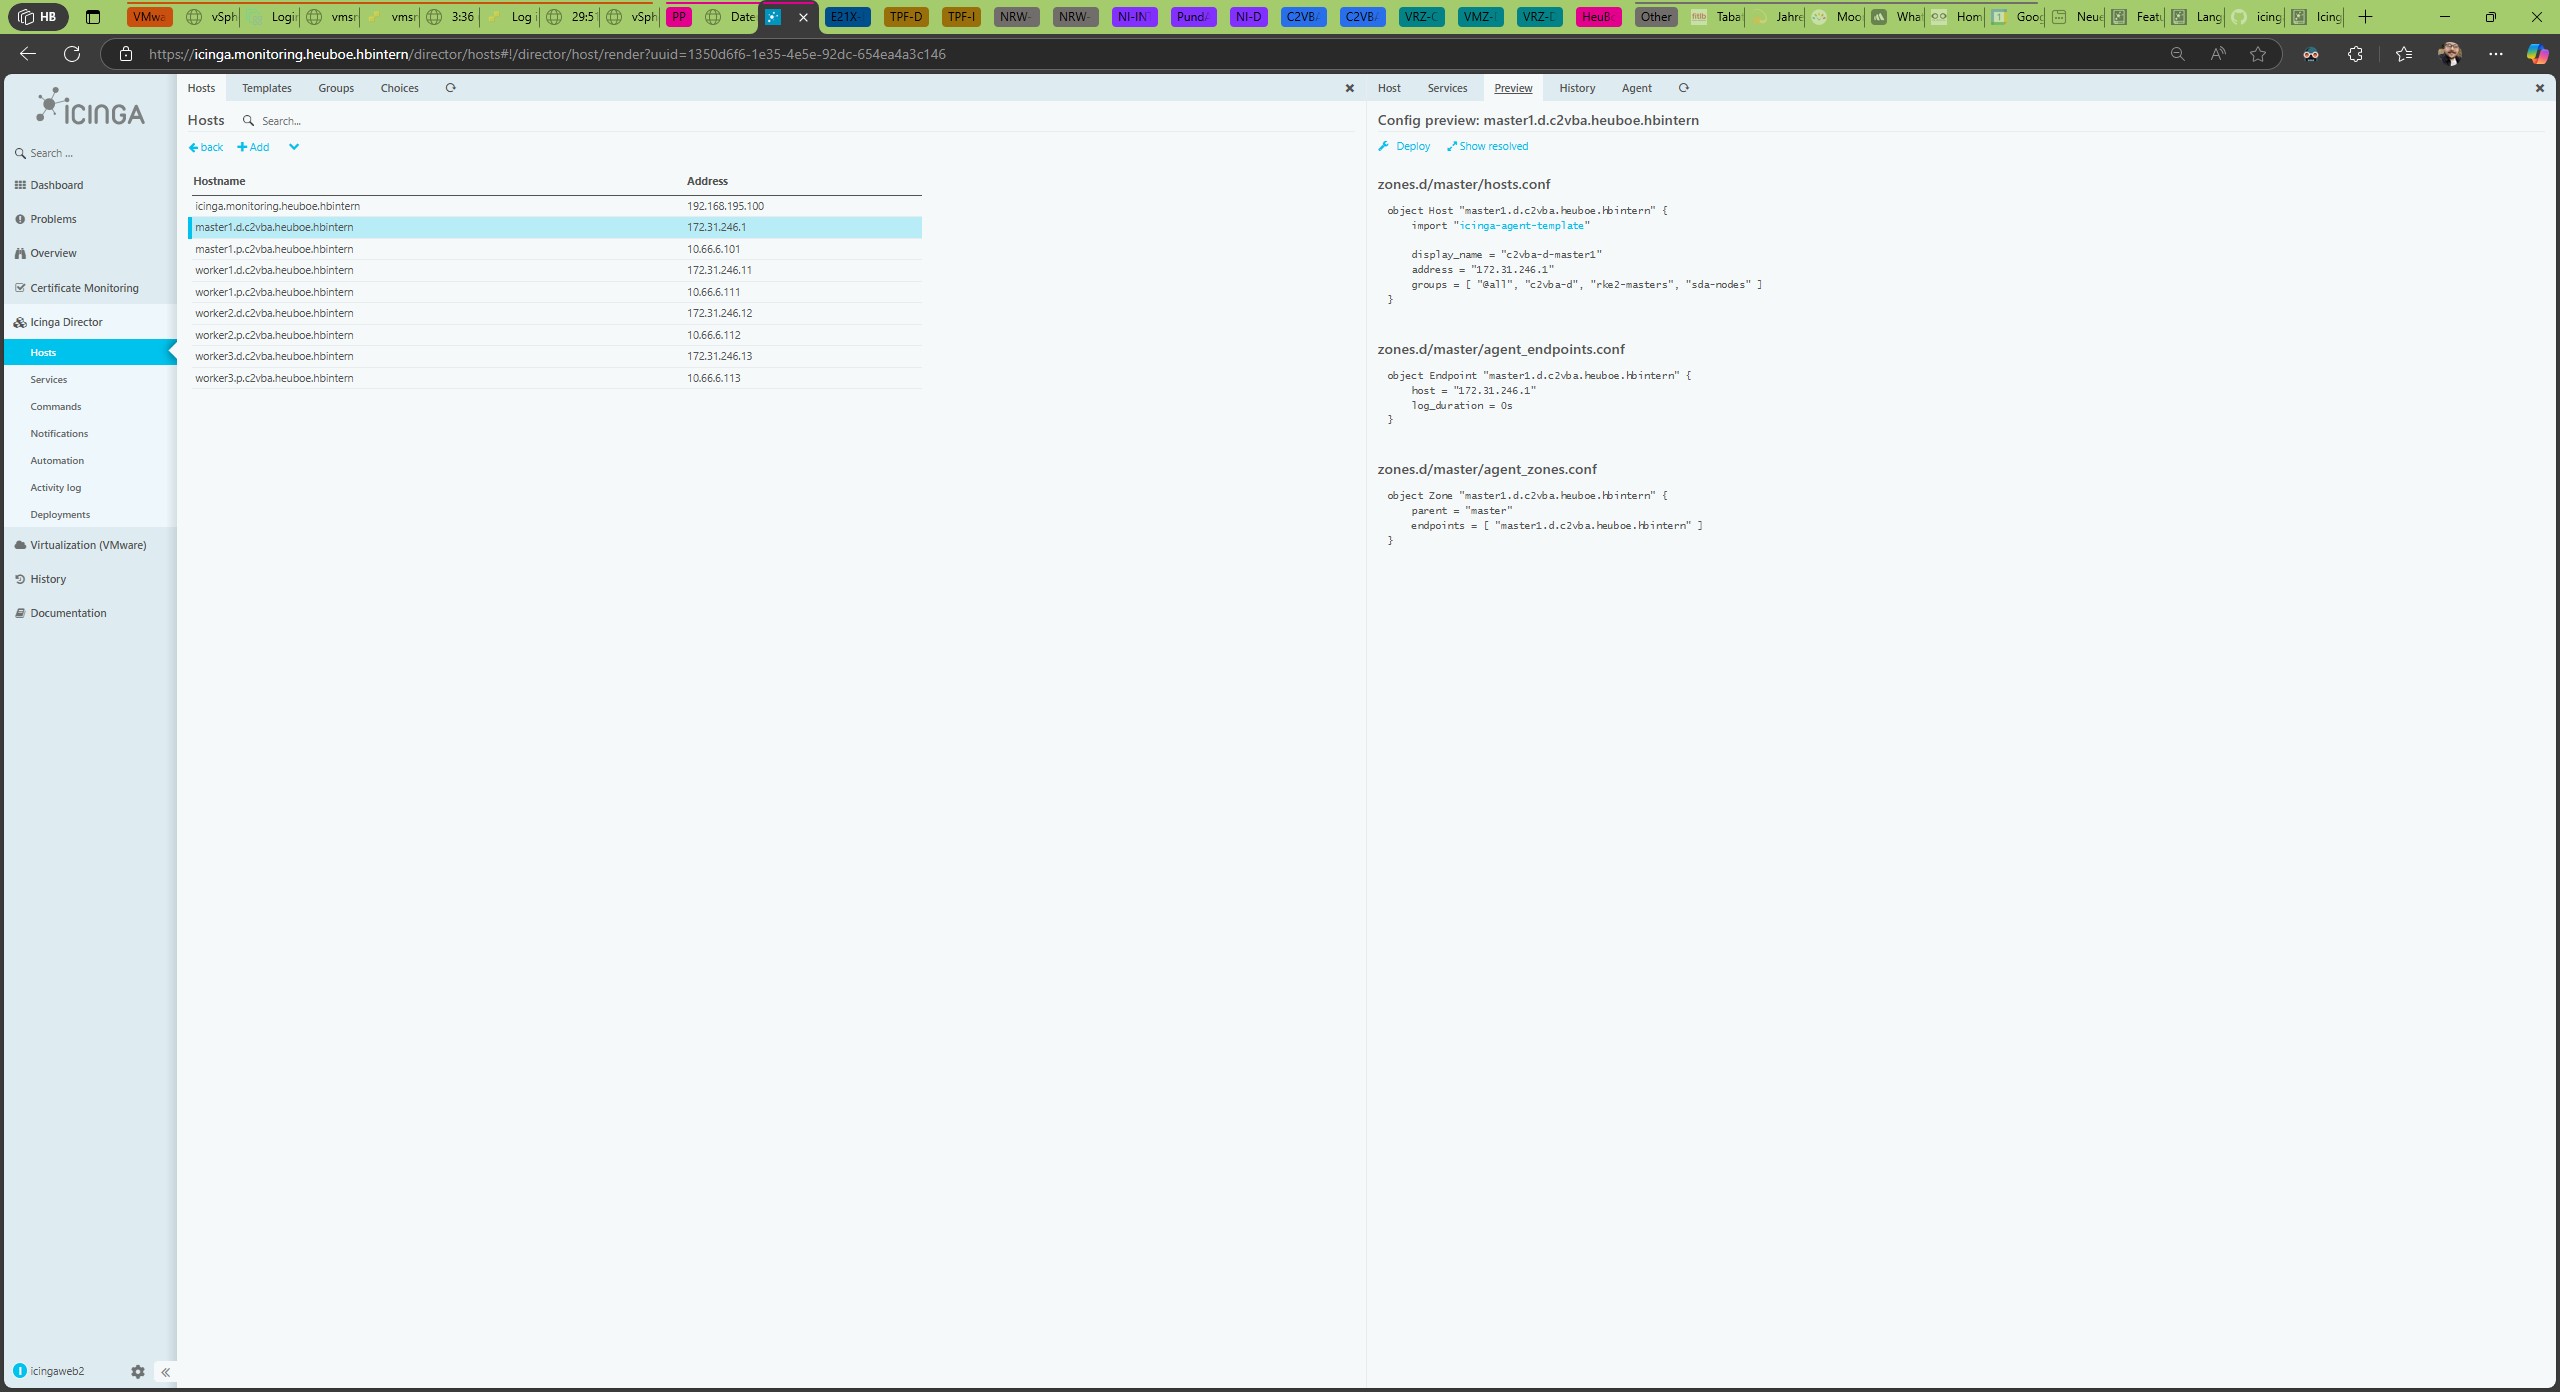 HB
VMwa
vSph
Logir
vmsr
vmsr
3:36
Log i
29:51
vSph
PP
Date
E21X-
TPF-D
TPF-I
NRW-
NRW-
NI-IN
PundA
NI-D
C2VBA
C2VBA
VRZ-C
VMZ-
VRZ-D
HeuB
Other
Taba
Jahre
Moo
What
Hom
Goog
Neue
Featu
Lang
icing
Icing
https://icinga.monitoring.heuboe.hbintern/director/hosts#!/director/host/render?uuid=1350d6f6-1e35-4e5e-92dc-654ea4a3c146
ICINGA
Search ...
Dashboard
Problems
Overview
Certificate Monitoring
Icinga Director
Hosts
Services
Commands
Notifications
Automation
Activity log
Deployments
Virtualization (VMware)
History
Documentation
icingaweb2
Hosts Templates Groups Choices
Hosts Search...
back Add
Hostname Address
icinga.monitoring.heuboe.hbintern 192.168.195.100
master1.d.c2vba.heuboe.hbintern 172.31.246.1
master1.p.c2vba.heuboe.hbintern 10.66.6.101
worker1.d.c2vba.heuboe.hbintern 172.31.246.11
worker1.p.c2vba.heuboe.hbintern 10.66.6.111
worker2.d.c2vba.heuboe.hbintern 172.31.246.12
worker2.p.c2vba.heuboe.hbintern 10.66.6.112
worker3.d.c2vba.heuboe.hbintern 172.31.246.13
worker3.p.c2vba.heuboe.hbintern 10.66.6.113
Host Services Preview History Agent
Config preview: master1.d.c2vba.heuboe.hbintern
Deploy Show resolved
zones.d/master/hosts.conf
object Host "master1.d.c2vba.heuboe.hbintern" {
import "icinga-agent-template"
display_name = "c2vba-d-master1"
address = "172.31.246.1"
groups = [ "@all", "c2vba-d", "rke2-masters", "sda-nodes" ]
}
zones.d/master/agent_endpoints.conf
object Endpoint "master1.d.c2vba.heuboe.hbintern" {
host = "172.31.246.1"
log_duration = 0s
}
zones.d/master/agent_zones.conf
object Zone "master1.d.c2vba.heuboe.hbintern" {
parent = "master"
endpoints = [ "master1.d.c2vba.heuboe.hbintern" ]
}